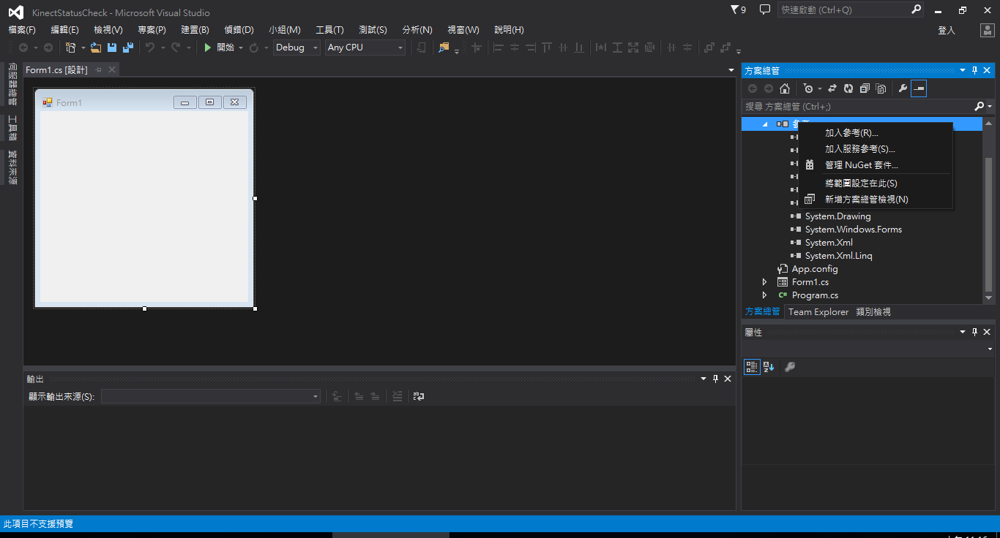 KinectStatusCheck - Microsoft Visual Studio
9
快速啟動 (Ctrl+Q)
檔案(F) 編輯(E) 檢視(V) 專案(P) 建置(B) 偵錯(D) 小組(M) 工具(T) 測試(S) 分析(N) 視窗(W) 說明(H)
登入
開始 Debug Any CPU
伺服器總管
工具箱
資料來源
Form1.cs [設計]
Form1
方案總管
搜尋 方案總管 (Ctrl+;)
加入參考(R)...
加入服務參考(S)...
管理 NuGet 套件...
將範圍設定在此(S)
新增方案總管檢視(N)
System.Drawing
System.Windows.Forms
System.Xml
System.Xml.Linq
App.config
Form1.cs
C# Program.cs
方案總管 Team Explorer 類別檢視
屬性
輸出
顯示輸出來源(S):
此項目不支援預覽